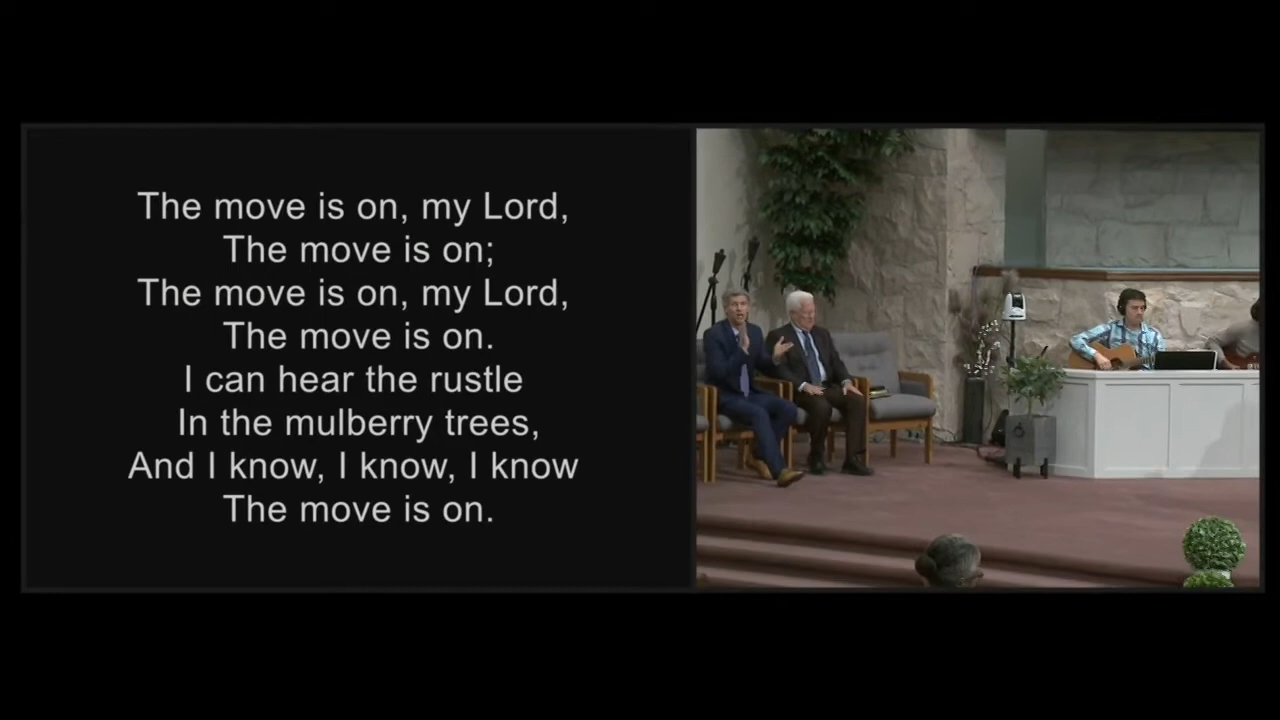 The move is on, my Lord,
The move is on;
The move is on, my Lord,
The move is on.
I can hear the rustle
In the mulberry trees,
And I know, I know, I know
The move is on.